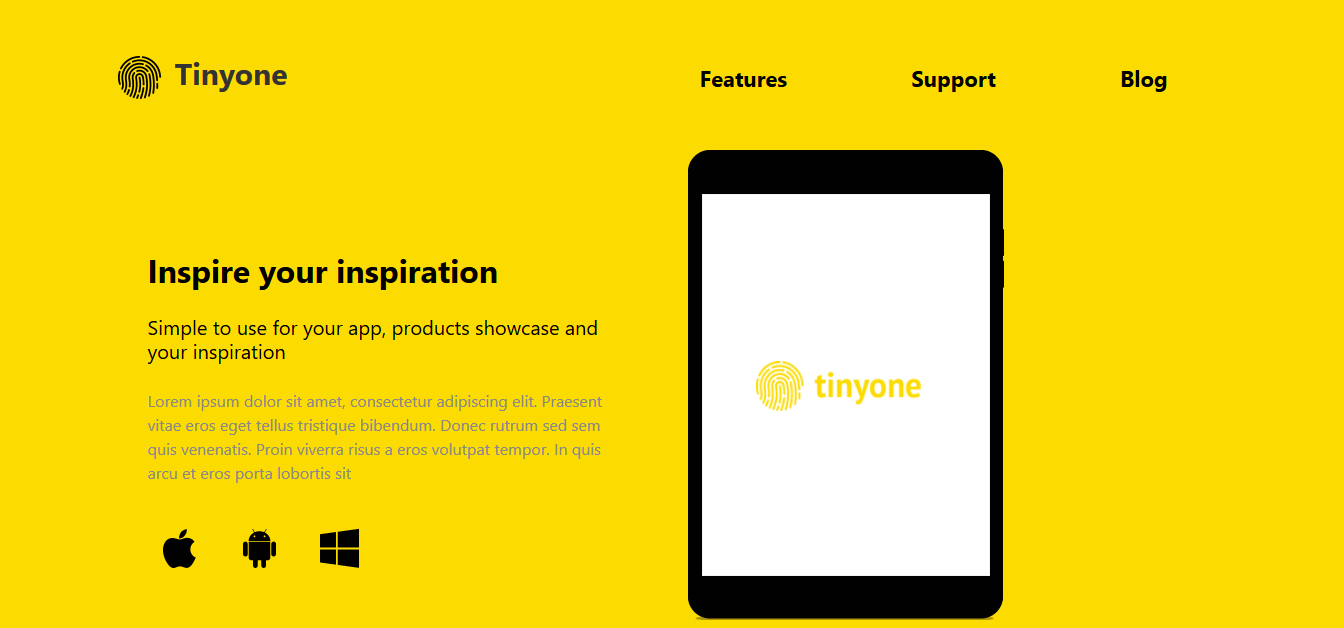 Tinyone
Features
Support
Blog
Inspire your inspiration
Simple to use for your app, products showcase and
your inspiration
Lorem ipsum dolor sit amet, consectetur adipiscing elit. Praesent
vitae eros eget tellus tristique bibendum. Donec rutrum sed sem
quis venenatis. Proin viverra risus a eros volutpat tempor. In quis
arcu et eros porta lobortis sit
tinyone